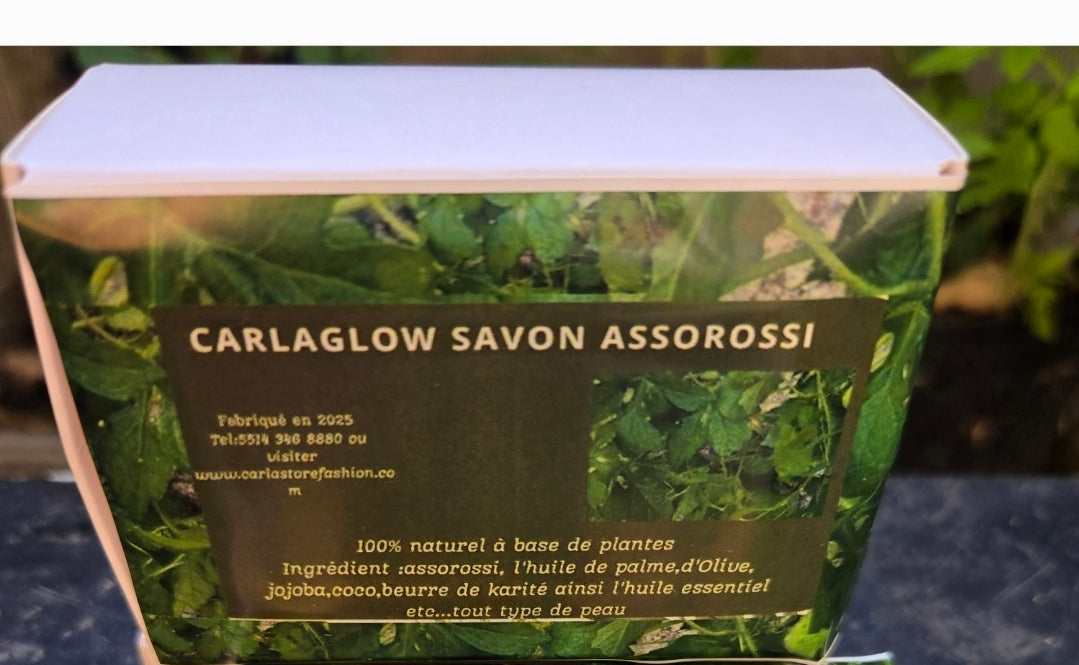 CARLAGLOW SAVON ASSOROSSI
Fabriqué en 2025
Tel:5514 346 8880 ou
visiter
www.carlastorefashion.co
m
100% naturel à base de plantes
Ingrédient :assorossi, l'huile de palme,d'Olive,
jojoba,coco,beurre de karité ainsi l'huile essentiel
etc...tout type de peau